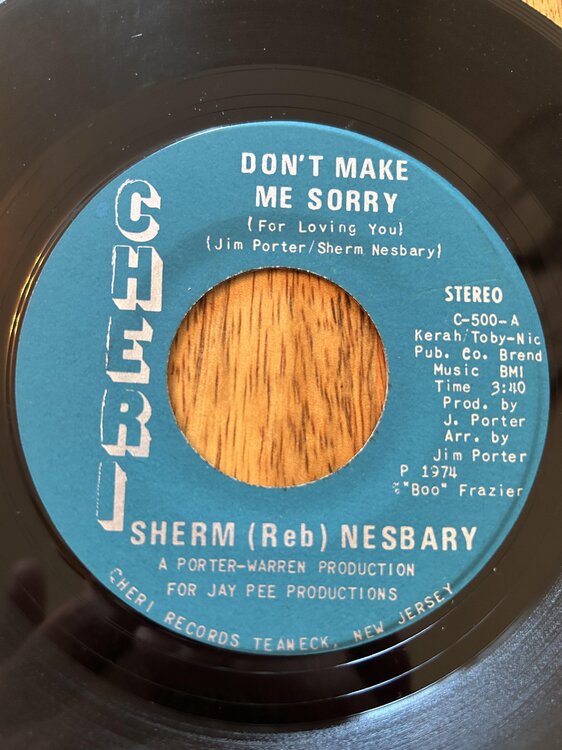 CHERI
DON'T MAKE
ME SORRY
(For Loving You)
(Jim Porter/Sherm Nesbary)
STEREO
C-500-A
Kerah/Toby-Nic
Pub. Co. Brend
Music BMI
Time 3:40
Prod. by
J. Porter
Arr. by
Jim Porter
P 1974
"Boo" Frazier
SHERM (Reb) NESBARY
A PORTER-WARREN PRODUCTION
FOR JAY PEE PRODUCTIONS
CHERI RECORDS TEANECK, NEW JERSEY